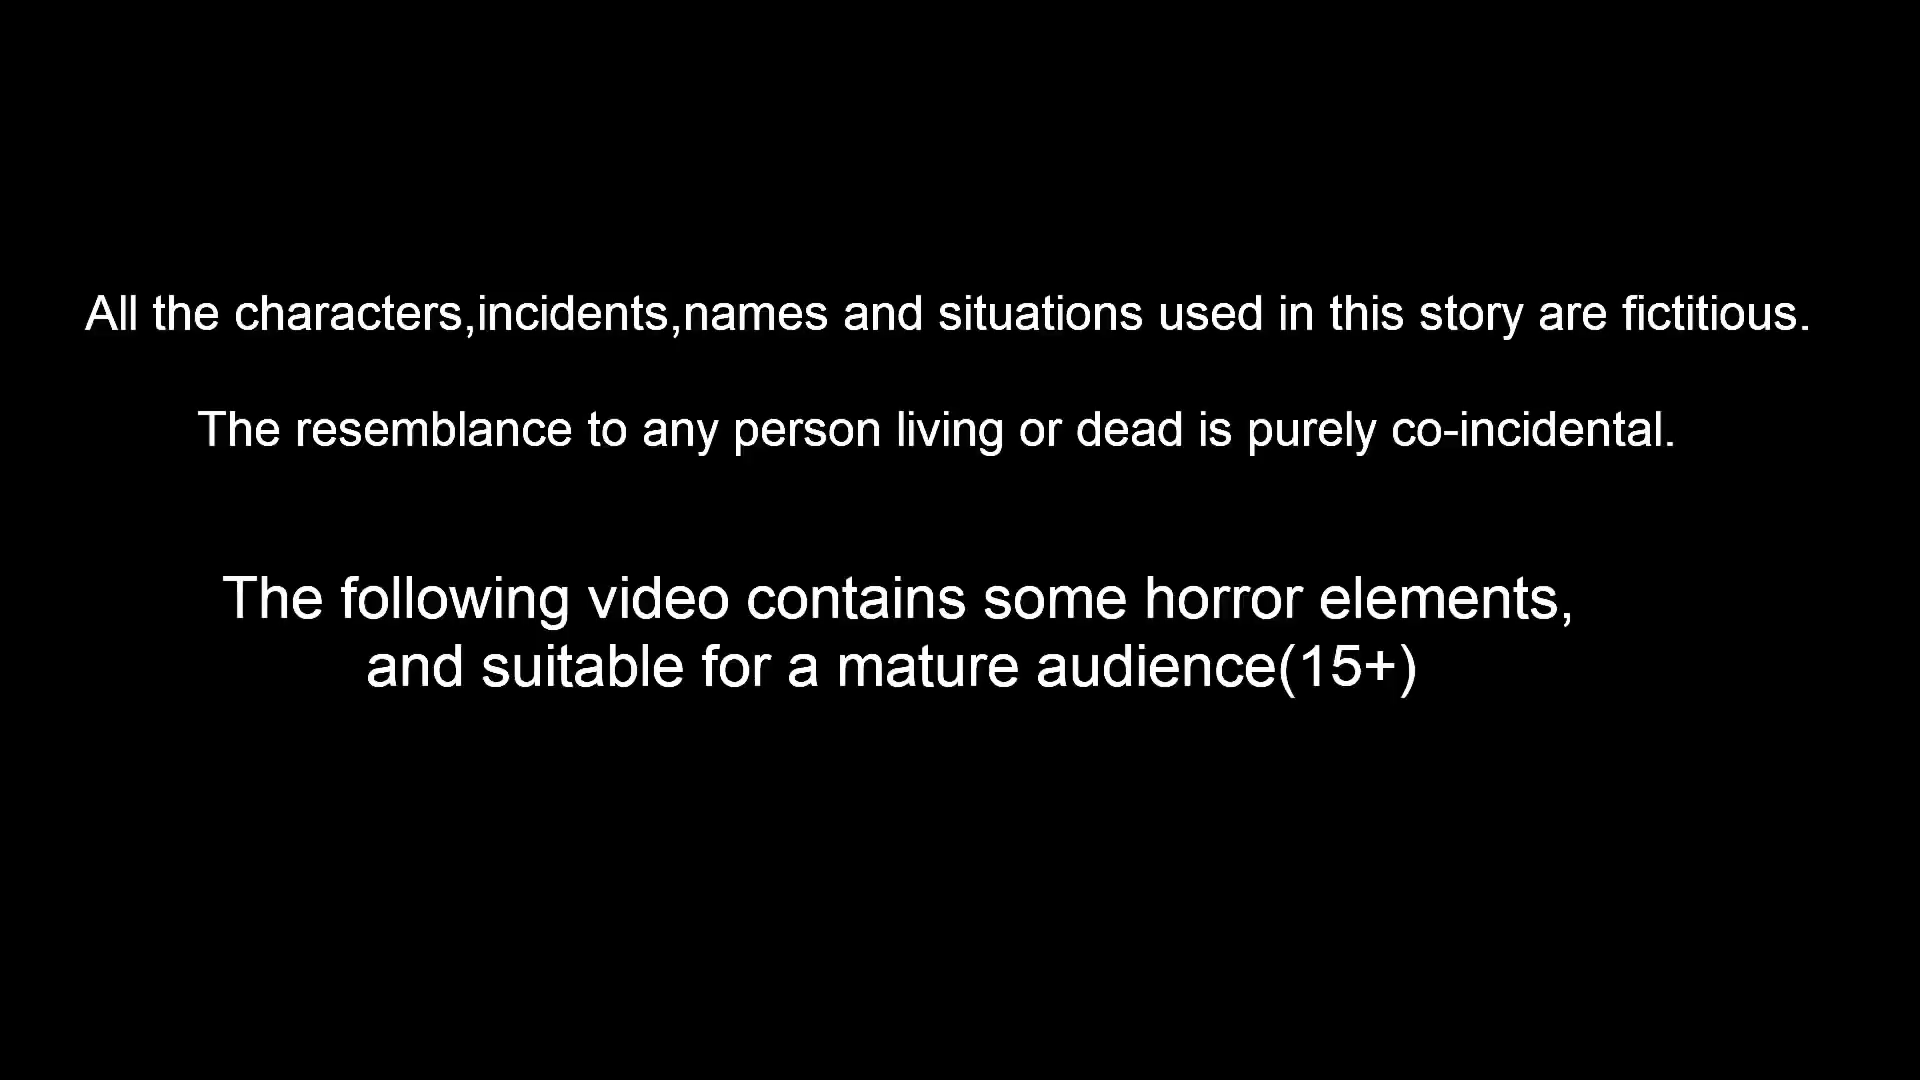 All the characters,incidents,names and situations used in this story are fictitious.
The resemblance to any person living or dead is purely co-incidental.
The following video contains some horror elements,
and suitable for a mature audience(15+)